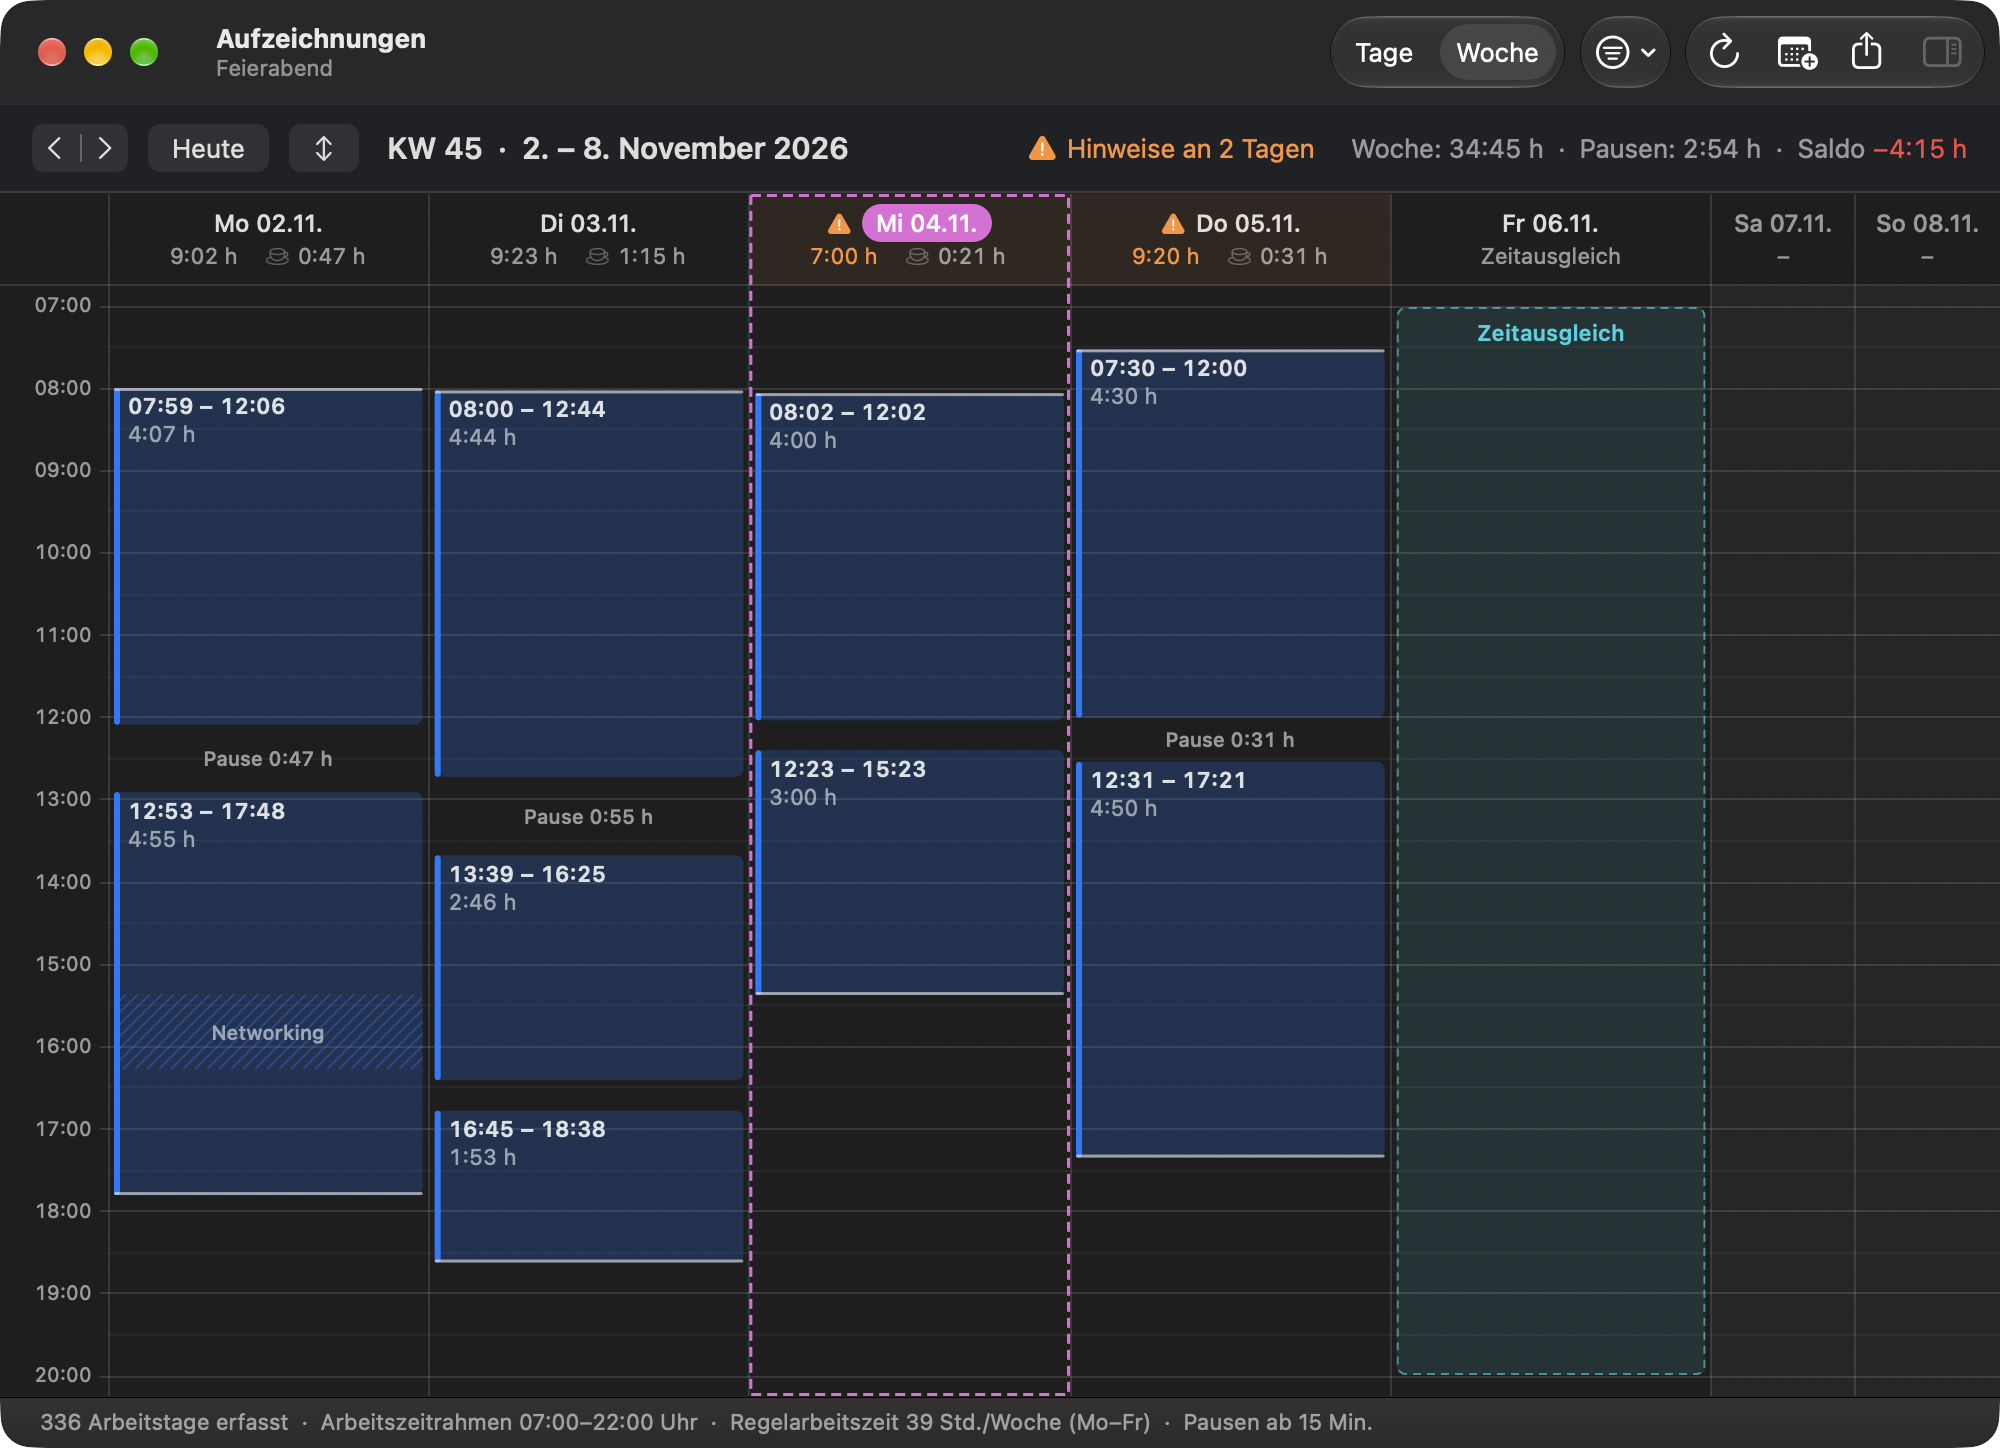 Aufzeichnungen
Feierabend
Tage
Woche
Heute
KW 45 · 2. – 8. November 2026
Hinweise an 2 Tagen
Woche: 34:45 h · Pausen: 2:54 h · Saldo −4:15 h
Mo 02.11.
9:02 h 0:47 h
Di 03.11.
9:23 h 1:15 h
Mi 04.11.
7:00 h 0:21 h
Do 05.11.
9:20 h 0:31 h
Fr 06.11.
Zeitausgleich
Sa 07.11.
–
So 08.11.
–
07:00
08:00
09:00
10:00
11:00
12:00
13:00
14:00
15:00
16:00
17:00
18:00
19:00
20:00
07:59 – 12:06
4:07 h
Pause 0:47 h
12:53 – 17:48
4:55 h
Networking
08:00 – 12:44
4:44 h
Pause 0:55 h
13:39 – 16:25
2:46 h
16:45 – 18:38
1:53 h
08:02 – 12:02
4:00 h
12:23 – 15:23
3:00 h
07:30 – 12:00
4:30 h
Pause 0:31 h
12:31 – 17:21
4:50 h
Zeitausgleich
336 Arbeitstage erfasst · Arbeitszeitrahmen 07:00–22:00 Uhr · Regelarbeitszeit 39 Std./Woche (Mo–Fr) · Pausen ab 15 Min.